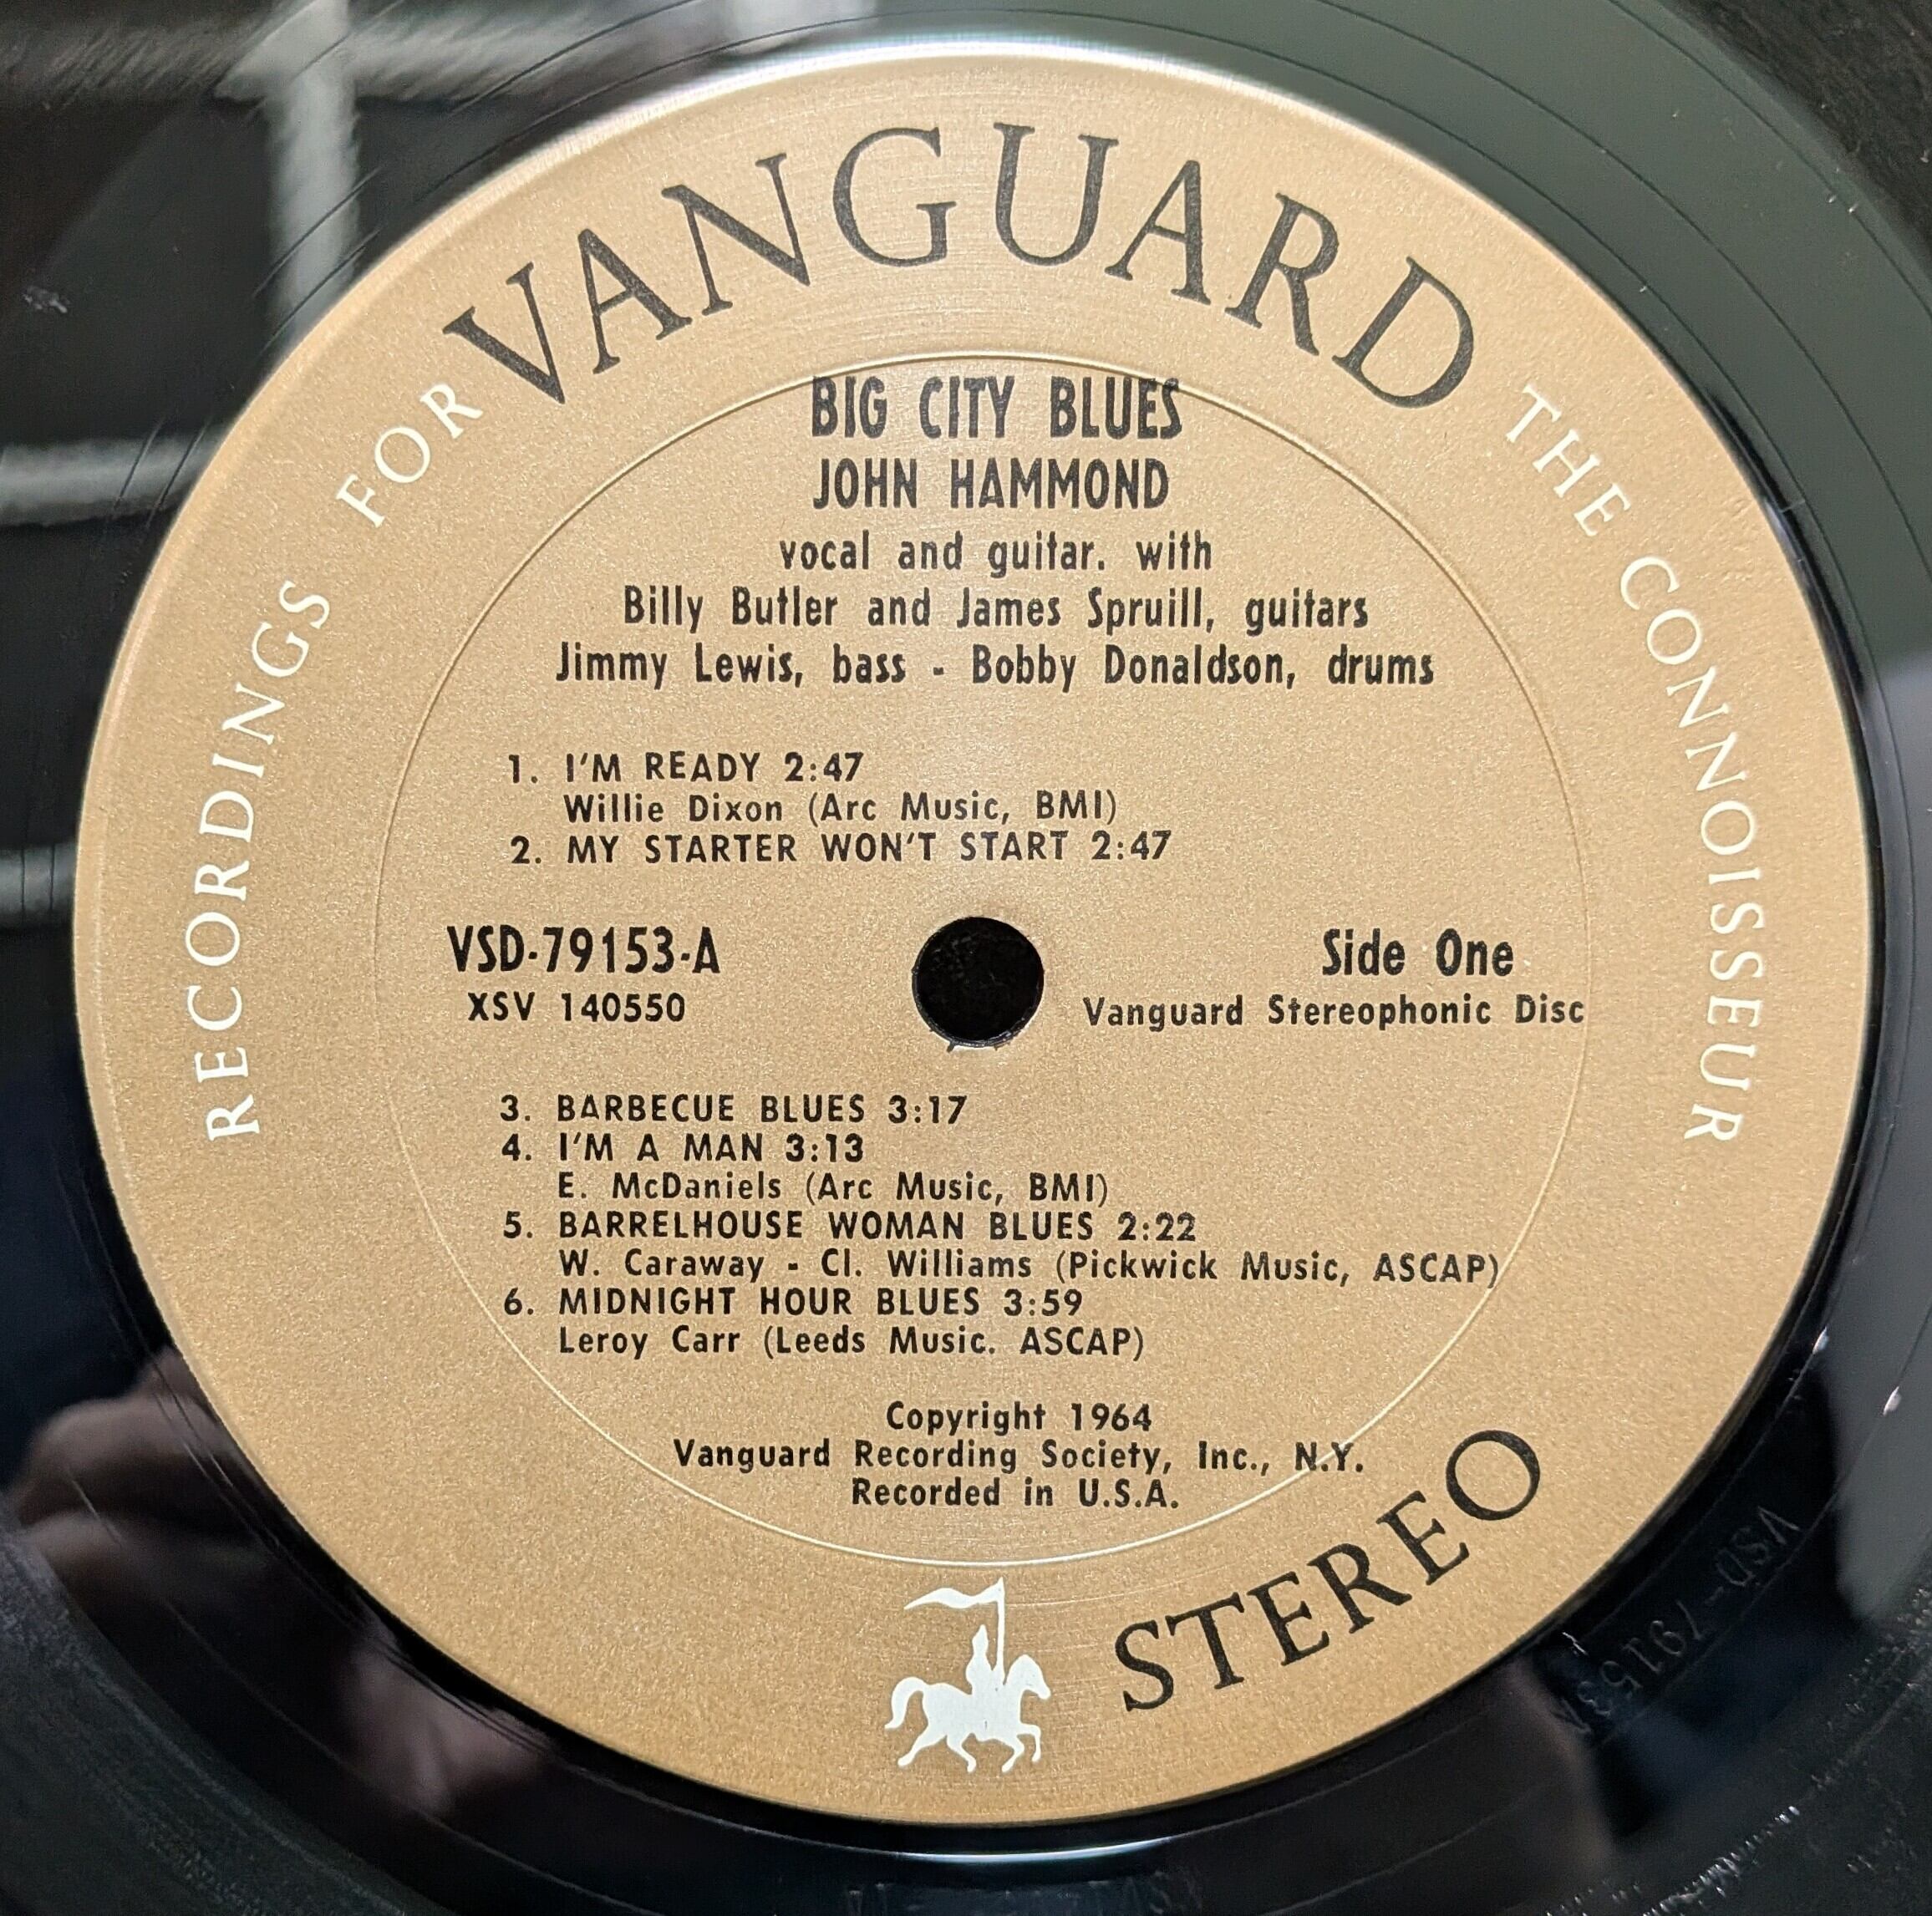 VANGUARD
RECORDINGS FOR THE CONNOISSEUR
BIG CITY BLUES
JOHN HAMMOND
vocal and guitar. with
Billy Butler and James Spruill, guitars
Jimmy Lewis, bass - Bobby Donaldson, drums
1. I'M READY 2:47
Willie Dixon (Arc Music, BMI)
2. MY STARTER WON'T START 2:47
VSD-79153-A
Side One
XSV 140550
Vanguard Stereophonic Disc
3. BARBECUE BLUES 3:17
4. I'M A MAN 3:13
E. McDaniels (Arc Music, BMI)
5. BARRELHOUSE WOMAN BLUES 2:22
W. Caraway - Cl. Williams (Pickwick Music, ASCAP)
6. MIDNIGHT HOUR BLUES 3:59
Leroy Carr (Leeds Music. ASCAP)
Copyright 1964
Vanguard Recording Society, Inc., N.Y.
Recorded in U.S.A.
STEREO